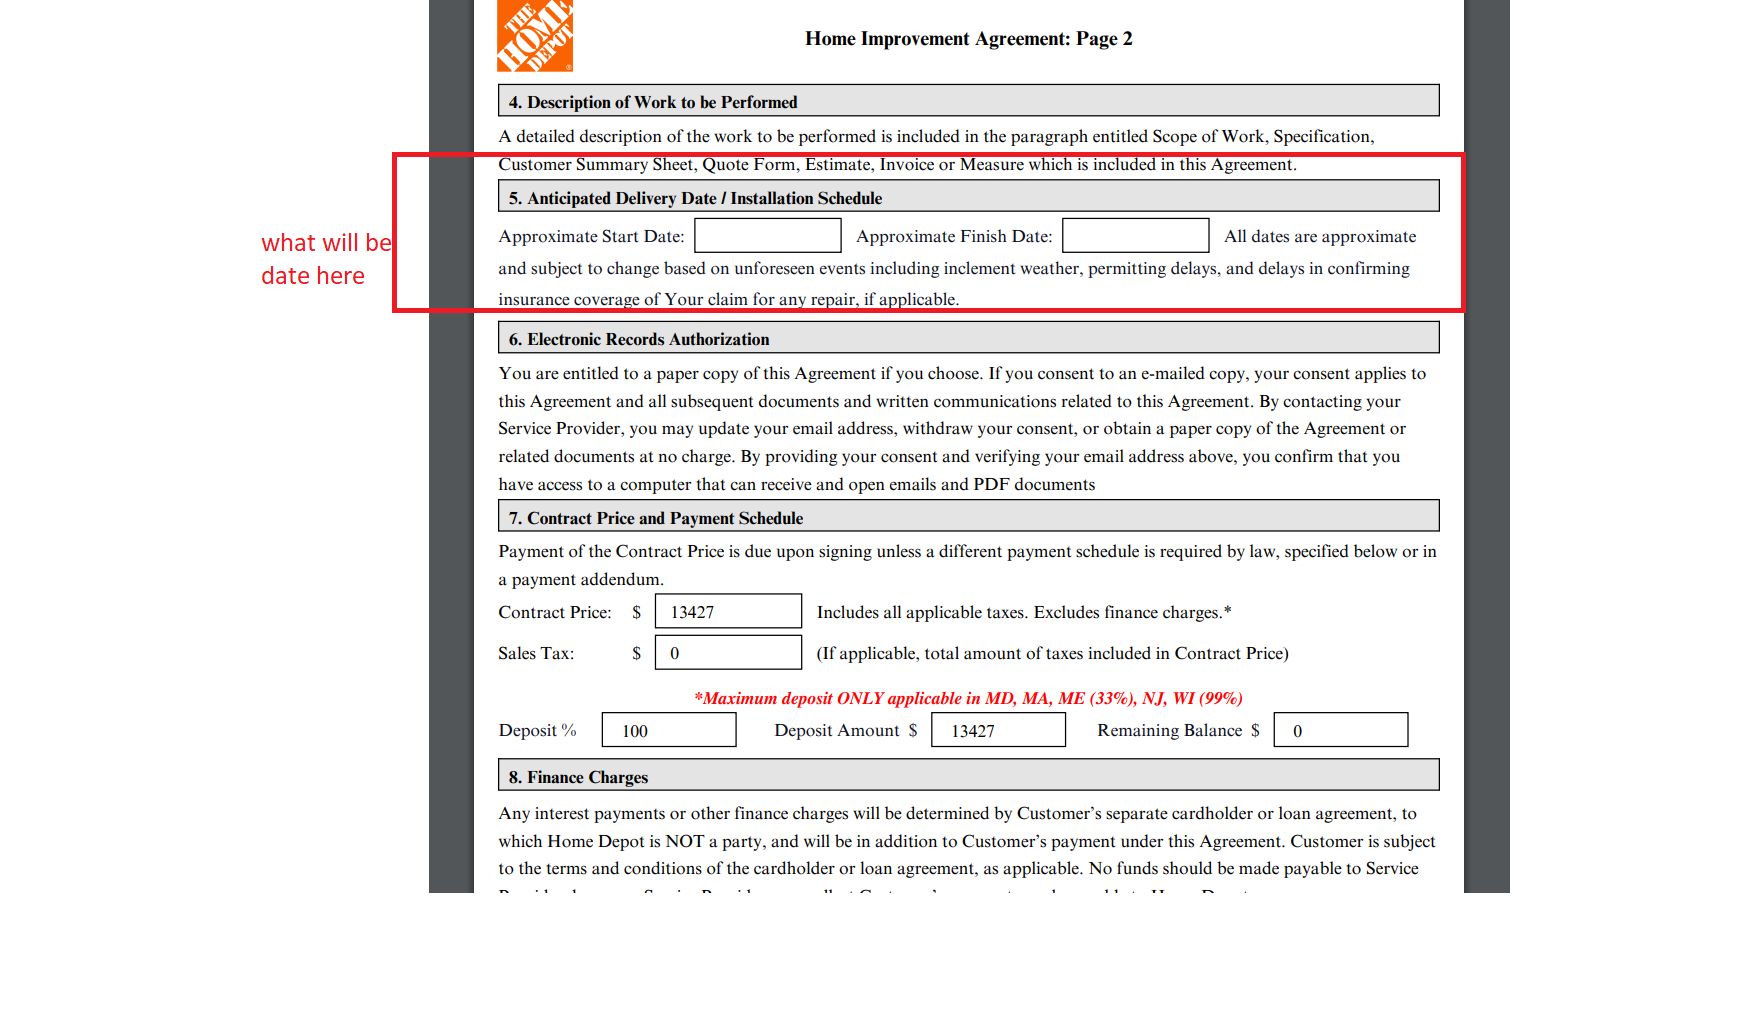 THE
HOME
DEPOT
Home Improvement Agreement: Page 2
4. Description of Work to be Performed
A detailed description of the work to be performed is included in the paragraph entitled Scope of Work, Specification,
Customer Summary Sheet, Quote Form, Estimate, Invoice or Measure which is included in this Agreement.
5. Anticipated Delivery Date / Installation Schedule
what will be
date here
Approximate Start Date: Approximate Finish Date: All dates are approximate
and subject to change based on unforeseen events including inclement weather, permitting delays, and delays in confirming
insurance coverage of Your claim for any repair, if applicable.
6. Electronic Records Authorization
You are entitled to a paper copy of this Agreement if you choose. If you consent to an e-mailed copy, your consent applies to
this Agreement and all subsequent documents and written communications related to this Agreement. By contacting your
Service Provider, you may update your email address, withdraw your consent, or obtain a paper copy of the Agreement or
related documents at no charge. By providing your consent and verifying your email address above, you confirm that you
have access to a computer that can receive and open emails and PDF documents
7. Contract Price and Payment Schedule
Payment of the Contract Price is due upon signing unless a different payment schedule is required by law, specified below or in
a payment addendum.
Contract Price: $ 13427 Includes all applicable taxes. Excludes finance charges.*
Sales Tax: $ 0 (If applicable, total amount of taxes included in Contract Price)
*Maximum deposit ONLY applicable in MD, MA, ME (33%), NJ, WI (99%)
Deposit % 100 Deposit Amount $ 13427 Remaining Balance $ 0
8. Finance Charges
Any interest payments or other finance charges will be determined by Customer's separate cardholder or loan agreement, to
which Home Depot is NOT a party, and will be in addition to Customer's payment under this Agreement. Customer is subject
to the terms and conditions of the cardholder or loan agreement, as applicable. No funds should be made payable to Service